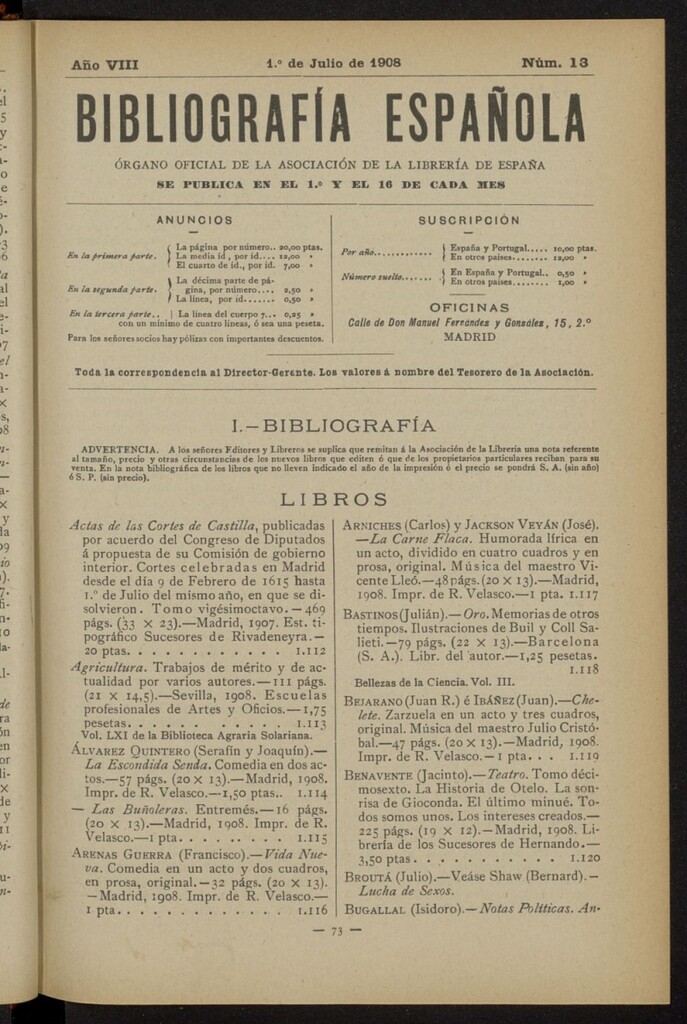 Año VIII 1.º de Julio de 1908 Núm. 13
BIBLIOGRAFÍA ESPAÑOLA
ÓRGANO OFICIAL DE LA ASOCIACIÓN DE LA LIBRERÍA DE ESPAÑA
SE PUBLICA EN EL 1.º Y EL 16 DE CADA MES
ANUNCIOS
En la primera parte. La página por número.. 20,00 ptas.
La media íd, por íd.... 12,00 »
El cuarto de íd., por íd. 7,00 »
En la segunda parte. La décima parte de pá-
gina, por número.... 2,50 »
La línea, por íd....... 0,50 »
En la tercera parte.. La línea del cuerpo 7... 0,25 »
con un mínimo de cuatro líneas, ó sea una peseta.
Para los señores socios hay pólizas con importantes descuentos.
SUSCRIPCIÓN
Por año............ España y Portugal..... 10,00 ptas.
En otros países....... 12,00 »
Número suelto....... En España y Portugal.. 0,50 »
En otros países....... 1,00 »
OFICINAS
Calle de Don Manuel Fernández y González, 15, 2.º
MADRID
Toda la correspondencia al Director-Gerente. Los valores á nombre del Tesorero de la Asociación.
I.—BIBLIOGRAFÍA
ADVERTENCIA. A los señores Editores y Libreros se suplica que remitan á la Asociación de la Librería una nota referente
al tamaño, precio y otras circunstancias de los nuevos libros que editen ó que de los propietarios particulares reciban para su
venta. En la nota bibliográfica de los libros que no lleven indicado el año de la impresión ó el precio se pondrá S. A. (sin año)
ó S. P. (sin precio).
LIBROS
Actas de las Cortes de Castilla, publicadas
por acuerdo del Congreso de Diputados
á propuesta de su Comisión de gobierno
interior. Cortes celebradas en Madrid
desde el día 9 de Febrero de 1615 hasta
1.º de Julio del mismo año, en que se di-
solvieron. Tomo vigésimoctavo.—469
págs. (33 × 23).—Madrid, 1907. Est. ti-
pográfico Sucesores de Rivadeneyra.—
20 ptas. . . . . . . . . . . . . 1.112
Agricultura. Trabajos de mérito y de ac-
tualidad por varios autores.—111 págs.
(21 × 14,5).—Sevilla, 1908. Escuelas
profesionales de Artes y Oficios.—1,75
pesetas. . . . . . . . . . . . 1.113
Vol. LXI de la Biblioteca Agraria Solariana.
ÁLVAREZ QUINTERO (Serafín y Joaquín).—
La Escondida Senda. Comedia en dos ac-
tos.—57 págs. (20 × 13).—Madrid, 1908.
Impr. de R. Velasco.—1,50 ptas.. 1.114
— Las Buñoleras. Entremés.—16 págs.
(20 × 13).—Madrid, 1908. Impr. de R.
Velasco.—1 pta. . . . . . . . . 1.115
ARENAS GUERRA (Francisco).—Vida Nue-
va. Comedia en un acto y dos cuadros,
en prosa, original.—32 págs. (20 × 13).
—Madrid, 1908. Impr. de R. Velasco.—
1 pta. . . . . . . . . . . . . 1.116
ARNICHES (Carlos) y JACKSON VEYÁN (José).
—La Carne Flaca. Humorada lírica en
un acto, dividido en cuatro cuadros y en
prosa, original. Música del maestro Vi-
cente Lleó.—48 págs. (20 × 13).—Madrid,
1908. Impr. de R. Velasco.—1 pta. 1.117
BASTINOS (Julián).—Oro. Memorias de otros
tiempos. Ilustraciones de Buil y Coll Sa-
lieti.—79 págs. (22 × 13).—Barcelona
(S. A.). Libr. del autor.—1,25 pesetas.
1.118
Bellezas de la Ciencia. Vol. III.
BEJARANO (Juan R.) é IBÁÑEZ (Juan).—Che-
lete. Zarzuela en un acto y tres cuadros,
original. Música del maestro Julio Cristó-
bal.—47 págs. (20 × 13).—Madrid, 1908.
Impr. de R. Velasco.—1 pta. . . 1.119
BENAVENTE (Jacinto).—Teatro. Tomo déci-
mosexto. La Historia de Otelo. La son-
risa de Gioconda. El último minué. To-
dos somos unos. Los intereses creados.—
225 págs. (19 × 12).—Madrid, 1908. Li-
brería de los Sucesores de Hernando.—
3,50 ptas. . . . . . . . . . . 1.120
BROUTÁ (Julio).—Veáse Shaw (Bernard).—
Lucha de Sexos.
BUGALLAL (Isidoro).—Notas Políticas. An-
— 73 —